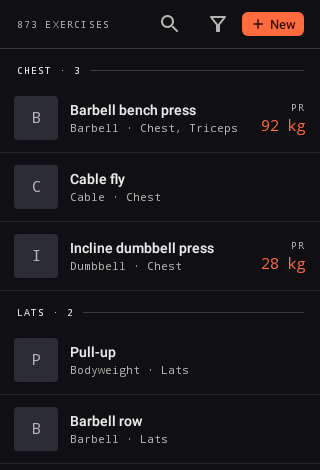 873 EXERCISES
+ New
CHEST · 3
B
Barbell bench press
Barbell · Chest, Triceps
PR
92 kg
C
Cable fly
Cable · Chest
I
Incline dumbbell press
Dumbbell · Chest
PR
28 kg
LATS · 2
P
Pull-up
Bodyweight · Lats
B
Barbell row
Barbell · Lats